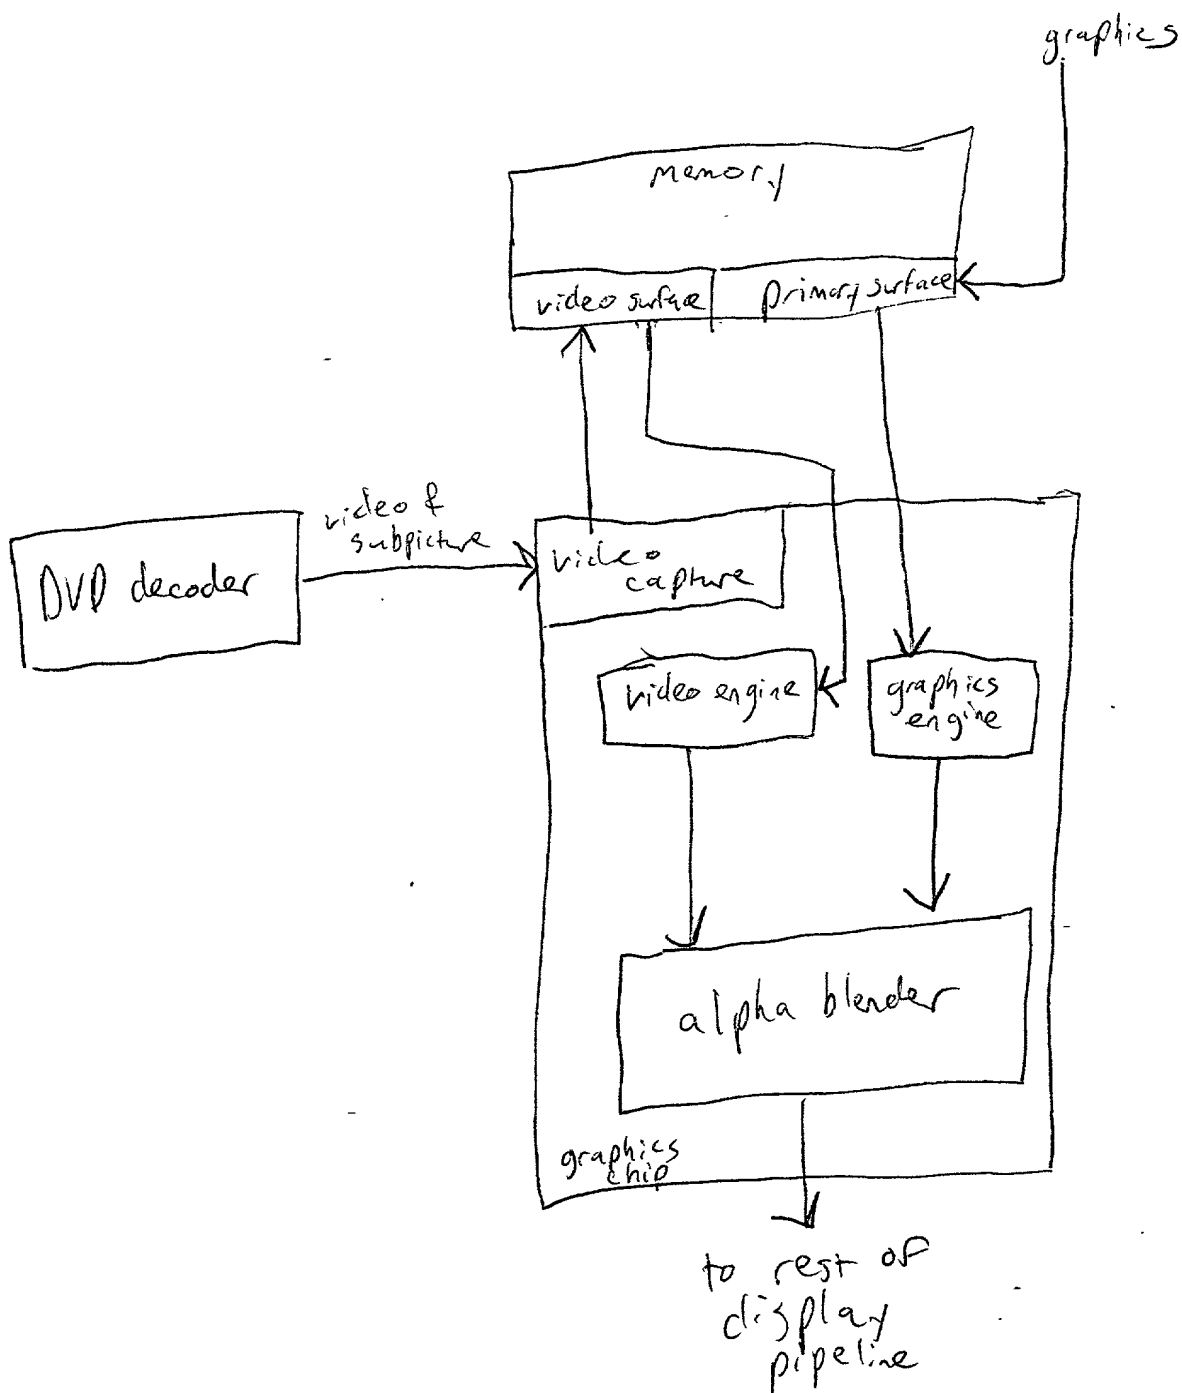 graphics
memory
video surface
primary surface
video &
subpicture
DVD decoder
video
capture
video engine
graphics
engine
alpha blender
graphics
chip
to rest of
display
pipeline